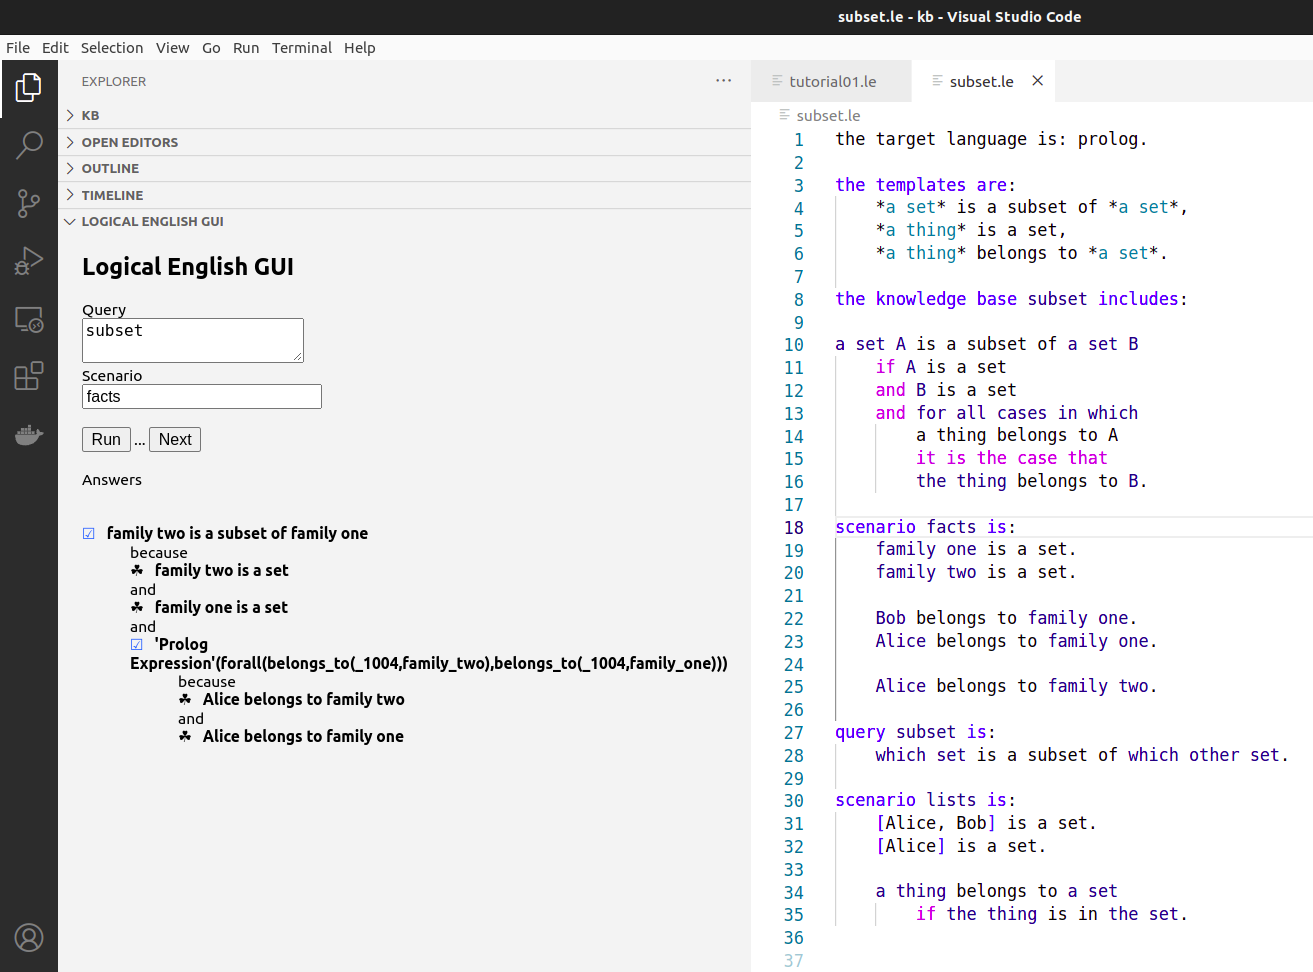 subset.le - kb - Visual Studio Code
File Edit Selection View Go Run Terminal Help
EXPLORER ···
KB
OPEN EDITORS
OUTLINE
TIMELINE
LOGICAL ENGLISH GUI
Logical English GUI
Query
subset
Scenario
facts
Run ... Next
Answers
☑ family two is a subset of family one
because
☘ family two is a set
and
☘ family one is a set
and
☑ 'Prolog
Expression'(forall(belongs_to(_1004,family_two),belongs_to(_1004,family_one)))
because
☘ Alice belongs to family two
and
☘ Alice belongs to family one
tutorial01.le subset.le ×
subset.le
1 the target language is: prolog.
2
3 the templates are:
4 *a set* is a subset of *a set*,
5 *a thing* is a set,
6 *a thing* belongs to *a set*.
7
8 the knowledge base subset includes:
9
10 a set A is a subset of a set B
11 if A is a set
12 and B is a set
13 and for all cases in which
14 a thing belongs to A
15 it is the case that
16 the thing belongs to B.
17
18 scenario facts is:
19 family one is a set.
20 family two is a set.
21
22 Bob belongs to family one.
23 Alice belongs to family one.
24
25 Alice belongs to family two.
26
27 query subset is:
28 which set is a subset of which other set.
29
30 scenario lists is:
31 [Alice, Bob] is a set.
32 [Alice] is a set.
33
34 a thing belongs to a set
35 if the thing is in the set.
36
37